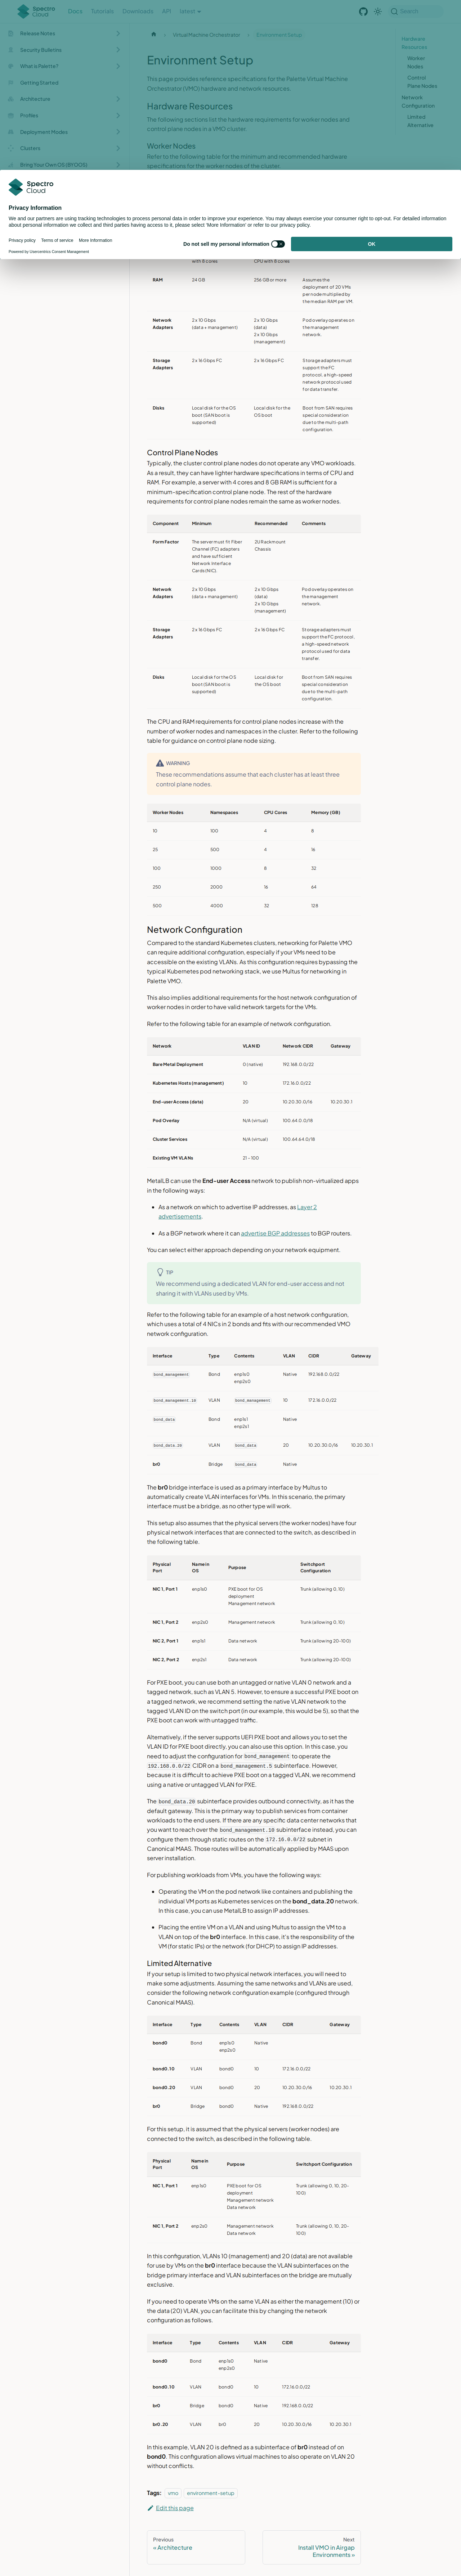 Spectro Cloud
Docs
Tutorials
Downloads
API
latest
Search
Release Notes
Security Bulletins
What is Palette?
Getting Started
Architecture
Profiles
Deployment Modes
Clusters
Bring Your Own OS (BYOOS)
Virtual Machine Orchestrator
Environment Setup
Hardware Resources
Worker Nodes
Control Plane Nodes
Network Configuration
Limited Alternative
Environment Setup
This page provides reference specifications for the Palette Virtual Machine
Orchestrator (VMO) hardware and network resources.
Hardware Resources
The following sections list the hardware requirements for worker nodes and
control plane nodes in a VMO cluster.
Worker Nodes
Refer to the following table for the minimum and recommended hardware
specifications for the worker nodes of the cluster.
Spectro Cloud
Privacy Information
We and our partners are using tracking technologies to process personal data in order to improve your experience. You may always exercise your consumer right to opt-out. For detailed information
about personal information we collect and third parties having access to it, please select 'More Information' or refer to our privacy policy.
Privacy policy
Terms of service
More Information
Powered by Usercentrics Consent Management
Do not sell my personal information
OK
with 8 cores
CPU with 8 cores
RAM
24 GB
256 GB or more
Assumes the deployment of 20 VMs per node multiplied by the median RAM per VM.
Network Adapters
2 x 10 Gbps (data + management)
2 x 10 Gbps (data) 2 x 10 Gbps (management)
Pod overlay operates on the management network.
Storage Adapters
2 x 16 Gbps FC
2 x 16 Gbps FC
Storage adapters must support the FC protocol, a high-speed network protocol used for data transfer.
Disks
Local disk for the OS boot (SAN boot is supported)
Local disk for the OS boot
Boot from SAN requires special consideration due to the multi-path configuration.
Control Plane Nodes
Typically, the cluster control plane nodes do not operate any VMO workloads.
As a result, they can have lighter hardware specifications in terms of CPU and
RAM. For example, a server with 4 cores and 8 GB RAM is sufficient for a
minimum-specification control plane node. The rest of the hardware
requirements for control plane nodes remain the same as worker nodes.
Component
Minimum
Recommended
Comments
Form Factor
The server must fit Fiber Channel (FC) adapters and have sufficient Network Interface Cards (NIC).
2U Rackmount Chassis
Network Adapters
2 x 10 Gbps (data + management)
2 x 10 Gbps (data) 2 x 10 Gbps (management)
Pod overlay operates on the management network.
Storage Adapters
2 x 16 Gbps FC
2 x 16 Gbps FC
Storage adapters must support the FC protocol, a high-speed network protocol used for data transfer.
Disks
Local disk for the OS boot (SAN boot is supported)
Local disk for the OS boot
Boot from SAN requires special consideration due to the multi-path configuration.
The CPU and RAM requirements for control plane nodes increase with the
number of worker nodes and namespaces in the cluster. Refer to the following
table for guidance on control plane node sizing.
WARNING
These recommendations assume that each cluster has at least three
control plane nodes.
Worker Nodes
Namespaces
CPU Cores
Memory (GB)
10
100
4
8
25
500
4
16
100
1000
8
32
250
2000
16
64
500
4000
32
128
Network Configuration
Compared to the standard Kubernetes clusters, networking for Palette VMO
can require additional configuration, especially if your VMs need to be
accessible on the existing VLANs. As this configuration requires bypassing the
typical Kubernetes pod networking stack, we use Multus for networking in
Palette VMO.
This also implies additional requirements for the host network configuration of
worker nodes in order to have valid network targets for the VMs.
Refer to the following table for an example of network configuration.
Network
VLAN ID
Network CIDR
Gateway
Bare Metal Deployment
0 (native)
192.168.0.0/22
Kubernetes Hosts (management)
10
172.16.0.0/22
End-user Access (data)
20
10.20.30.0/16
10.20.30.1
Pod Overlay
N/A (virtual)
100.64.0.0/18
Cluster Services
N/A (virtual)
100.64.64.0/18
Existing VM VLANs
21 - 100
MetalLB can use the End-user Access network to publish non-virtualized apps
in the following ways:
As a network on which to advertise IP addresses, as Layer 2
advertisements.
As a BGP network where it can advertise BGP addresses to BGP routers.
You can select either approach depending on your network equipment.
TIP
We recommend using a dedicated VLAN for end-user access and not
sharing it with VLANs used by VMs.
Refer to the following table for an example of a host network configuration,
which uses a total of 4 NICs in 2 bonds and fits with our recommended VMO
network configuration.
Interface
Type
Contents
VLAN
CIDR
Gateway
bond_management
Bond
enp1s0 enp2s0
Native
192.168.0.0/22
bond_management.10
VLAN
bond_management
10
172.16.0.0/22
bond_data
Bond
enp1s1 enp2s1
Native
bond_data.20
VLAN
bond_data
20
10.20.30.0/16
10.20.30.1
br0
Bridge
bond_data
Native
The br0 bridge interface is used as a primary interface by Multus to
automatically create VLAN interfaces for VMs. In this scenario, the primary
interface must be a bridge, as no other type will work.
This setup also assumes that the physical servers (the worker nodes) have four
physical network interfaces that are connected to the switch, as described in
the following table.
Physical Port
Name in OS
Purpose
Switchport Configuration
NIC 1, Port 1
enp1s0
PXE boot for OS deployment Management network
Trunk (allowing 0, 10)
NIC 1, Port 2
enp2s0
Management network
Trunk (allowing 0, 10)
NIC 2, Port 1
enp1s1
Data network
Trunk (allowing 20-100)
NIC 2, Port 2
enp2s1
Data network
Trunk (allowing 20-100)
For PXE boot, you can use both an untagged or native VLAN 0 network and a
tagged network, such as VLAN 5. However, to ensure a successful PXE boot on
a tagged network, we recommend setting the native VLAN network to the
tagged VLAN ID on the switch port (in our example, this would be 5), so that the
PXE boot can work with untagged traffic.
Alternatively, if the server supports UEFI PXE boot and allows you to set the
VLAN ID for PXE boot directly, you can also use this option. In this case, you
need to adjust the configuration for bond_management to operate the
192.168.0.0/22 CIDR on a bond_management.5 subinterface. However,
because it is difficult to achieve PXE boot on a tagged VLAN, we recommend
using a native or untagged VLAN for PXE.
The bond_data.20 subinterface provides outbound connectivity, as it has the
default gateway. This is the primary way to publish services from container
workloads to the end users. If there are any specific data center networks that
you want to reach over the bond_management.10 subinterface instead, you can
configure them through static routes on the 172.16.0.0/22 subnet in
Canonical MAAS. Those routes will be automatically applied by MAAS upon
server installation.
For publishing workloads from VMs, you have the following ways:
Operating the VM on the pod network like containers and publishing the
individual VM ports as Kubernetes services on the bond_data.20 network.
In this case, you can use MetalLB to assign IP addresses.
Placing the entire VM on a VLAN and using Multus to assign the VM to a
VLAN on top of the br0 interface. In this case, it's the responsibility of the
VM (for static IPs) or the network (for DHCP) to assign IP addresses.
Limited Alternative
If your setup is limited to two physical network interfaces, you will need to
make some adjustments. Assuming the same networks and VLANs are used,
consider the following network configuration example (configured through
Canonical MAAS).
Interface
Type
Contents
VLAN
CIDR
Gateway
bond0
Bond
enp1s0 enp2s0
Native
bond0.10
VLAN
bond0
10
172.16.0.0/22
bond0.20
VLAN
bond0
20
10.20.30.0/16
10.20.30.1
br0
Bridge
bond0
Native
192.168.0.0/22
For this setup, it is assumed that the physical servers (worker nodes) are
connected to the switch, as described in the following table.
Physical Port
Name in OS
Purpose
Switchport Configuration
NIC 1, Port 1
enp1s0
PXE boot for OS deployment Management network Data network
Trunk (allowing 0, 10, 20-100)
NIC 1, Port 2
enp2s0
Management network Data network
Trunk (allowing 0, 10, 20-100)
In this configuration, VLANs 10 (management) and 20 (data) are not available
for use by VMs on the br0 interface because the VLAN subinterfaces on the
bridge primary interface and VLAN subinterfaces on the bridge are mutually
exclusive.
If you need to operate VMs on the same VLAN as either the management (10) or
the data (20) VLAN, you can facilitate this by changing the network
configuration as follows.
Interface
Type
Contents
VLAN
CIDR
Gateway
bond0
Bond
enp1s0 enp2s0
Native
bond0.10
VLAN
bond0
10
172.16.0.0/22
br0
Bridge
bond0
Native
192.168.0.0/22
br0.20
VLAN
br0
20
10.20.30.0/16
10.20.30.1
In this example, VLAN 20 is defined as a subinterface of br0 instead of on
bond0. This configuration allows virtual machines to also operate on VLAN 20
without conflicts.
Tags:
vmo
environment-setup
Edit this page
Previous
« Architecture
Next
Install VMO in Airgap
Environments »